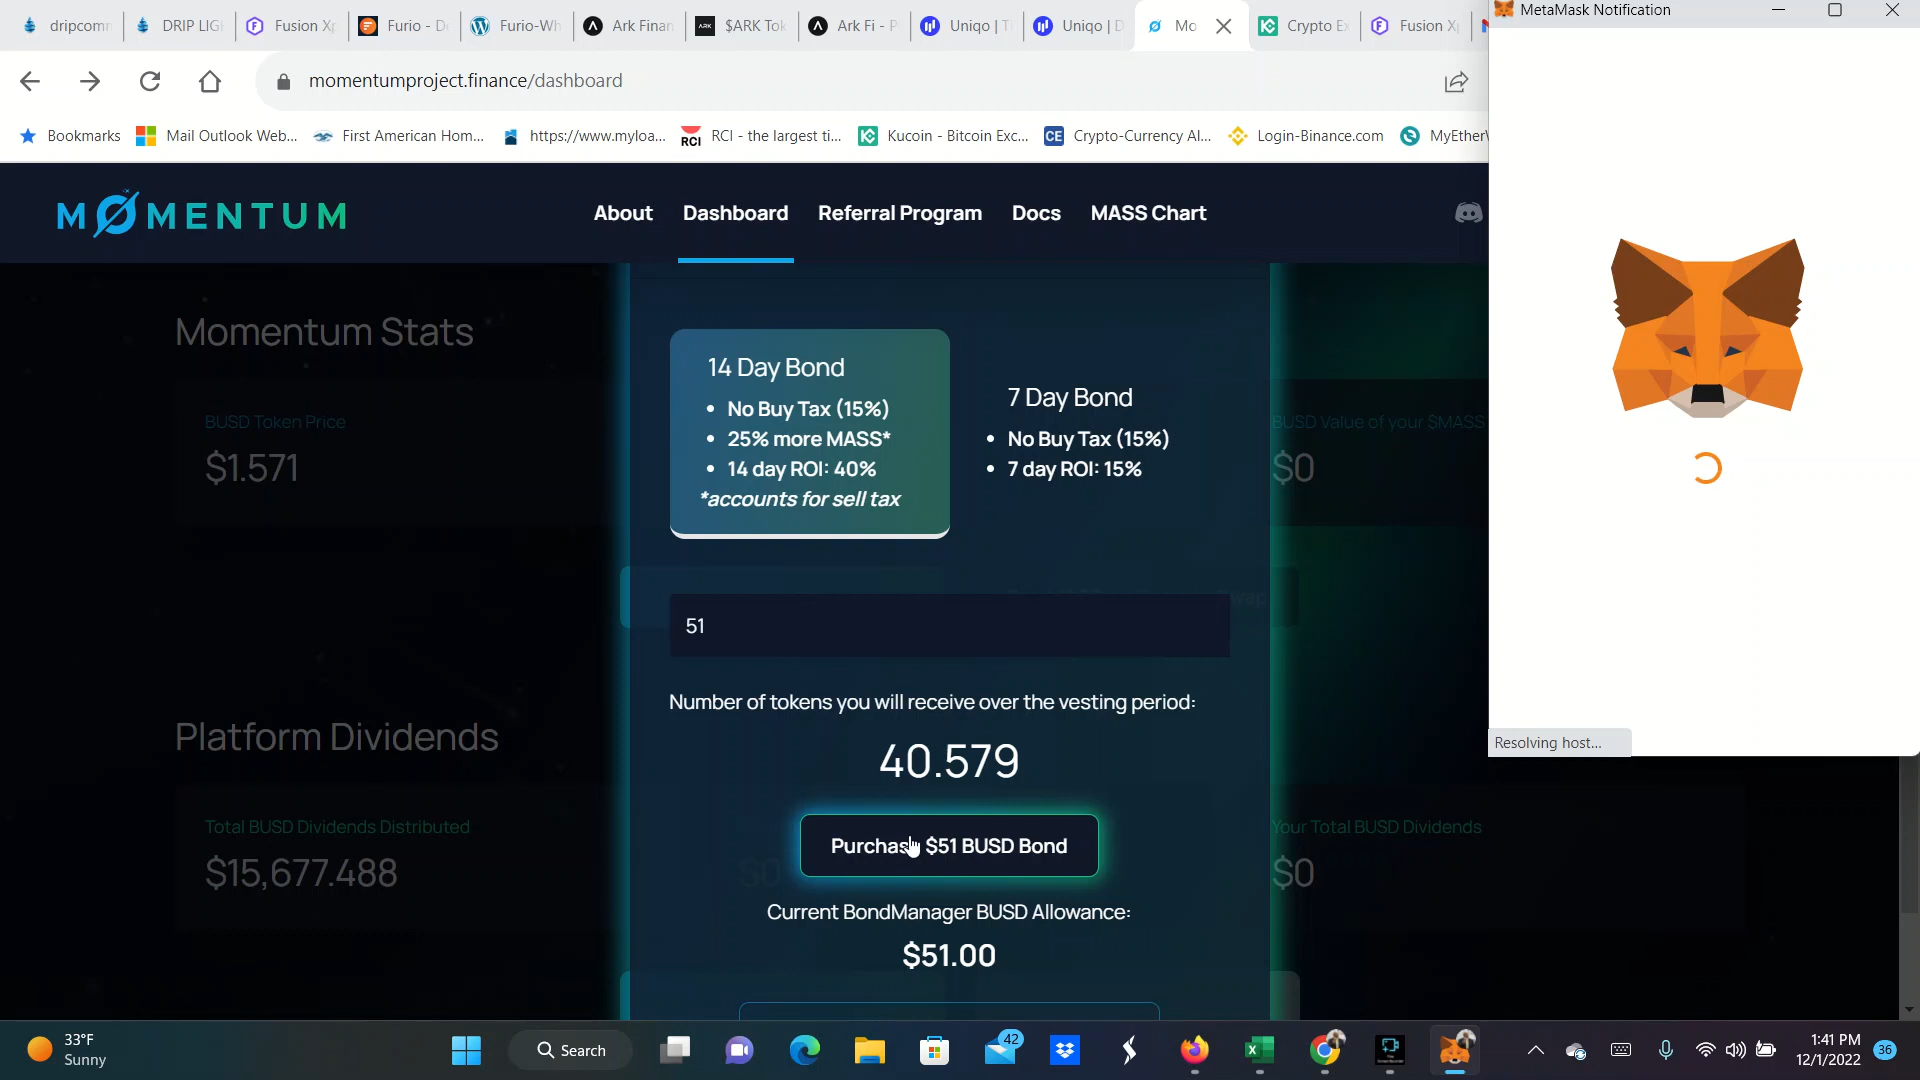 dripcomm
DRIP LIG
Fusion Xp
Furio - D
Furio-Wh
Ark Finan
$ARK Tok
Ark Fi - P
Uniqo | T
Uniqo | D
Mo
Crypto Ex
Fusion Xp
MetaMask Notification
momentumproject.finance/dashboard
Bookmarks
Mail Outlook Web...
First American Hom...
https://www.myloa...
RCI - the largest ti...
Kucoin - Bitcoin Exc...
Crypto-Currency AI...
Login-Binance.com
MyEther
MOMENTUM
About
Dashboard
Referral Program
Docs
MASS Chart
Momentum Stats
BUSD Token Price
$1.571
14 Day Bond
• No Buy Tax (15%)
• 25% more MASS*
• 14 day ROI: 40%
*accounts for sell tax
7 Day Bond
• No Buy Tax (15%)
• 7 day ROI: 15%
BUSD Value of your $MASS
$0
51
Number of tokens you will receive over the vesting period:
40.579
Purchase $51 BUSD Bond
Current BondManager BUSD Allowance:
$51.00
Platform Dividends
Total BUSD Dividends Distributed
$15,677.488
$0
Your Total BUSD Dividends
$0
Resolving host...
33°F
Sunny
Search
42
1:41 PM
12/1/2022
36